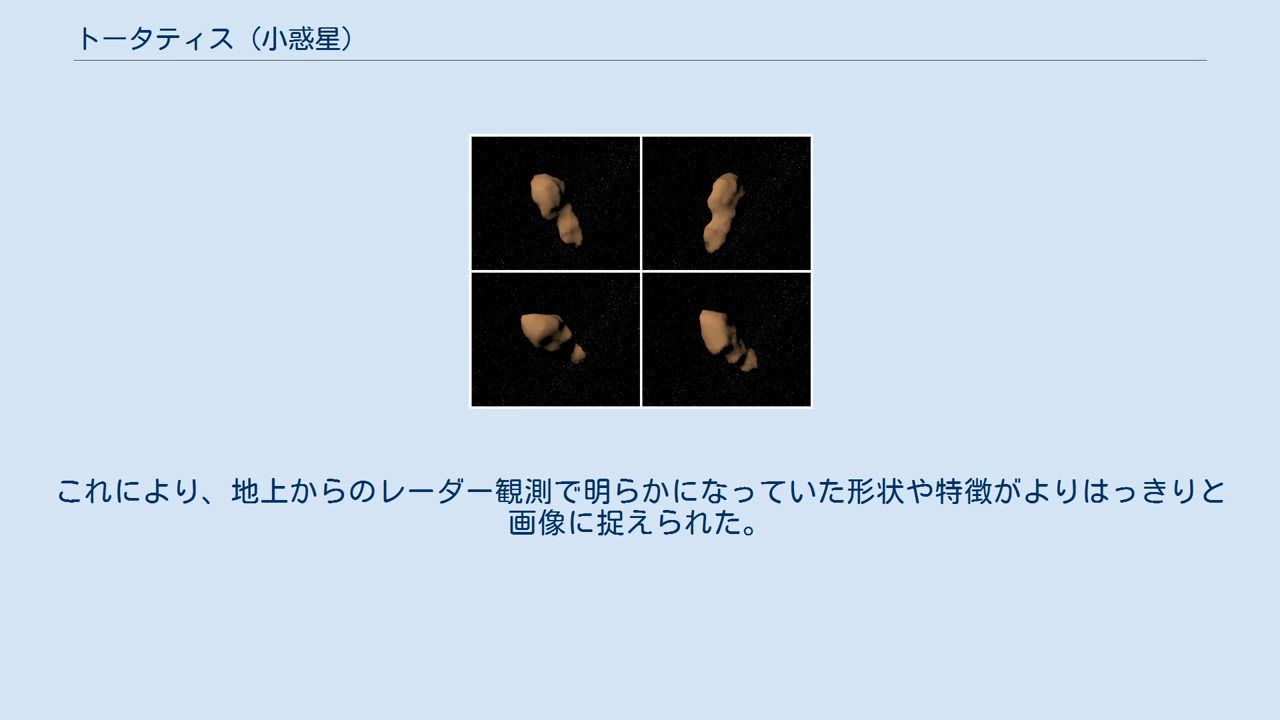 トータティス（小惑星）
これにより、地上からのレーダー観測で明らかになっていた形状や特徴がよりはっきりと
画像に捉えられた。